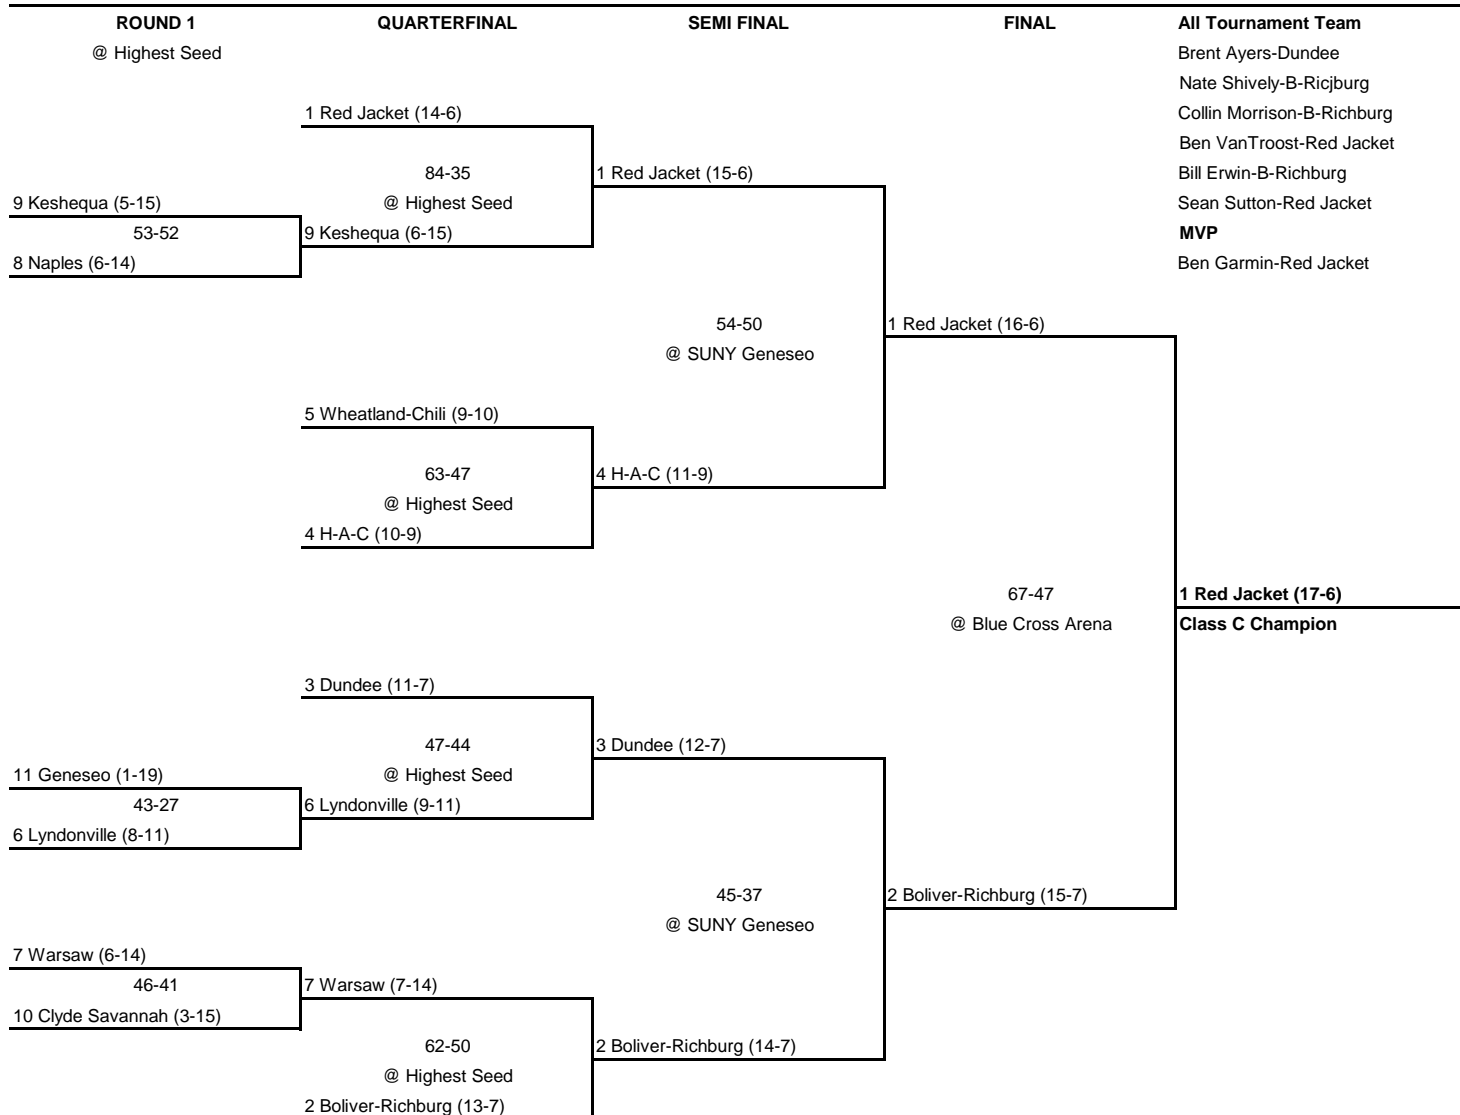 ROUND 1 QUARTERFINAL SEMI FINAL FINAL All Tournament Team
@ Highest Seed Brent Ayers-Dundee
Nate Shively-B-Ricjburg
1 Red Jacket (14-6) Collin Morrison-B-Richburg
Ben VanTroost-Red Jacket
84-35 1 Red Jacket (15-6) Bill Erwin-B-Richburg
9 Keshequa (5-15) @ Highest Seed Sean Sutton-Red Jacket
53-52 9 Keshequa (6-15) MVP
8 Naples (6-14) Ben Garmin-Red Jacket
54-50 1 Red Jacket (16-6)
@ SUNY Geneseo
5 Wheatland-Chili (9-10)
63-47 4 H-A-C (11-9)
@ Highest Seed
4 H-A-C (10-9)
67-47 1 Red Jacket (17-6)
@ Blue Cross Arena Class C Champion
3 Dundee (11-7)
47-44 3 Dundee (12-7)
11 Geneseo (1-19) @ Highest Seed
43-27 6 Lyndonville (9-11)
6 Lyndonville (8-11)
45-37 2 Boliver-Richburg (15-7)
@ SUNY Geneseo
7 Warsaw (6-14)
46-41 7 Warsaw (7-14)
10 Clyde Savannah (3-15)
62-50 2 Boliver-Richburg (14-7)
@ Highest Seed
2 Boliver-Richburg (13-7)